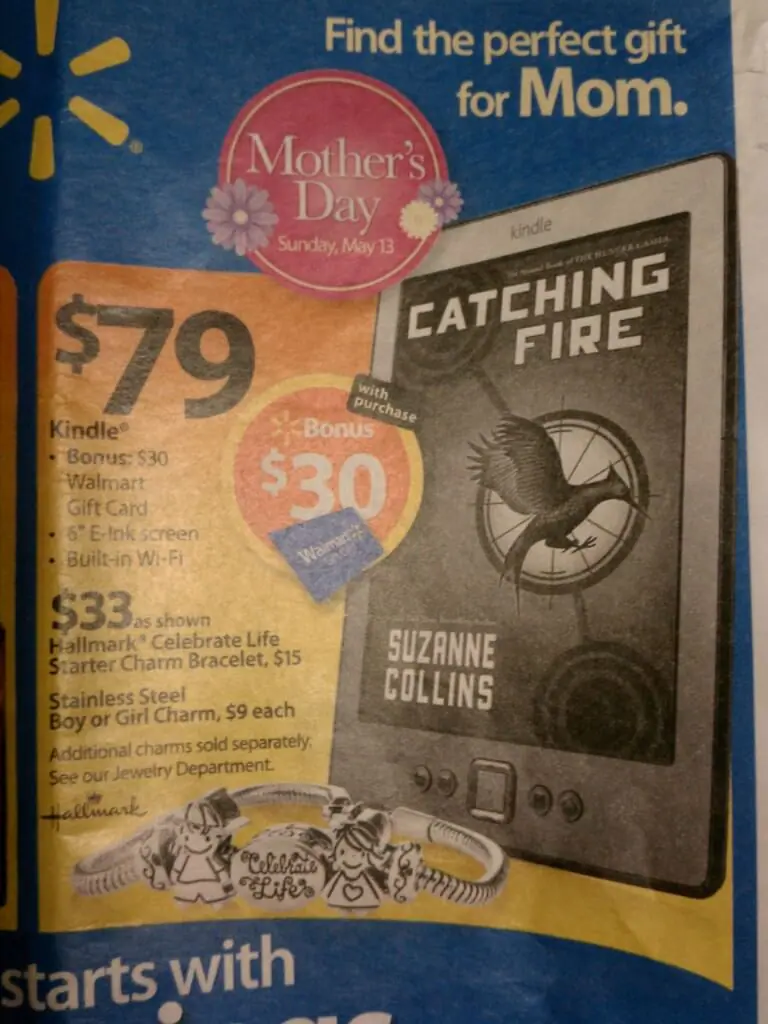 Find the perfect gift
for Mom.
Mother's
Day
Sunday, May 13
kindle
CATCHING
FIRE
$79
with
purchase
Kindle®
• Bonus: $30
Walmart
Gift Card
• 6" E-Ink screen
• Built-in Wi-Fi
Bonus
$30
Walmart
$33 as shown
Hallmark® Celebrate Life
Starter Charm Bracelet, $15
Stainless Steel
Boy or Girl Charm, $9 each
Additional charms sold separately.
See our Jewelry Department.
Hallmark
SUZANNE
COLLINS
Celebrate
Life
starts with